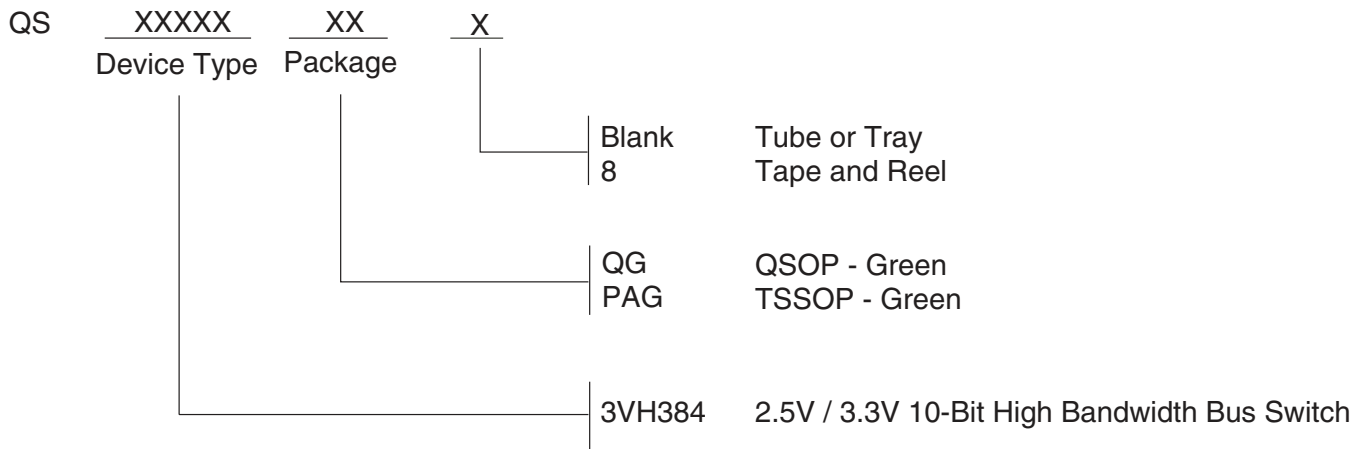 QS XXXXX XX X
Device Type Package
Blank Tube or Tray
8 Tape and Reel
QG QSOP - Green
PAG TSSOP - Green
3VH384 2.5V / 3.3V 10-Bit High Bandwidth Bus Switch